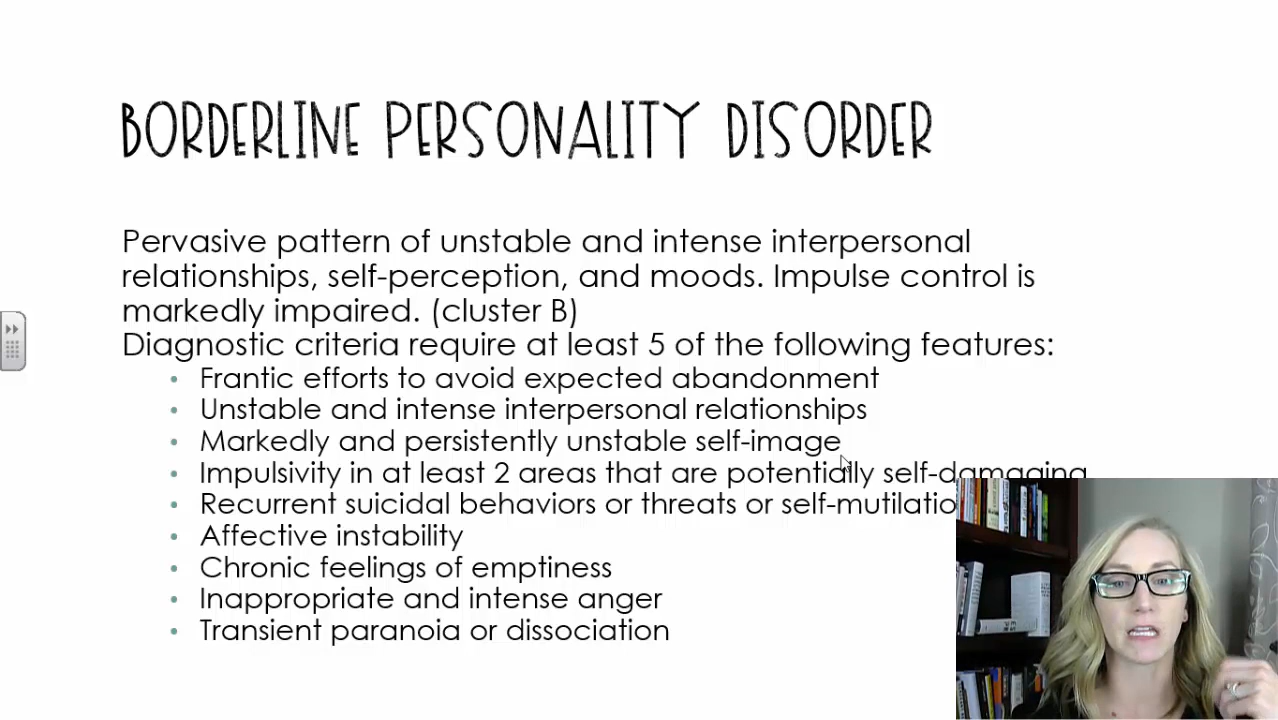 BORDERLINE PERSONALITY DISORDER
Pervasive pattern of unstable and intense interpersonal
relationships, self-perception, and moods. Impulse control is
markedly impaired. (cluster B)
Diagnostic criteria require at least 5 of the following features:
• Frantic efforts to avoid expected abandonment
• Unstable and intense interpersonal relationships
• Markedly and persistently unstable self-image
• Impulsivity in at least 2 areas that are potentially self-damaging
• Recurrent suicidal behaviors or threats or self-mutilatio
• Affective instability
• Chronic feelings of emptiness
• Inappropriate and intense anger
• Transient paranoia or dissociation